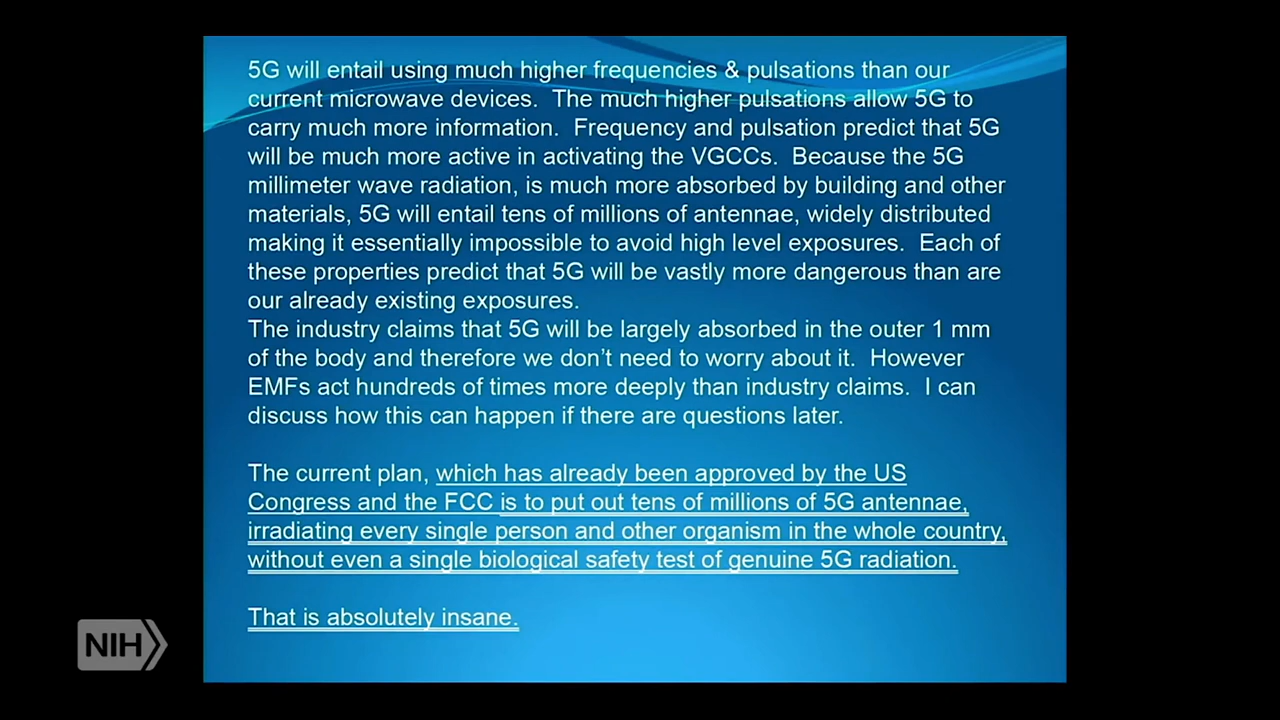 5G will entail using much higher frequencies & pulsations than our
current microwave devices.  The much higher pulsations allow 5G to
carry much more information.  Frequency and pulsation predict that 5G
will be much more active in activating the VGCCs.  Because the 5G
millimeter wave radiation, is much more absorbed by building and other
materials, 5G will entail tens of millions of antennae, widely distributed
making it essentially impossible to avoid high level exposures.  Each of
these properties predict that 5G will be vastly more dangerous than are
our already existing exposures.
The industry claims that 5G will be largely absorbed in the outer 1 mm
of the body and therefore we don't need to worry about it.  However
EMFs act hundreds of times more deeply than industry claims.  I can
discuss how this can happen if there are questions later.
The current plan, which has already been approved by the US
Congress and the FCC is to put out tens of millions of 5G antennae,
irradiating every single person and other organism in the whole country,
without even a single biological safety test of genuine 5G radiation.
That is absolutely insane.
NIH